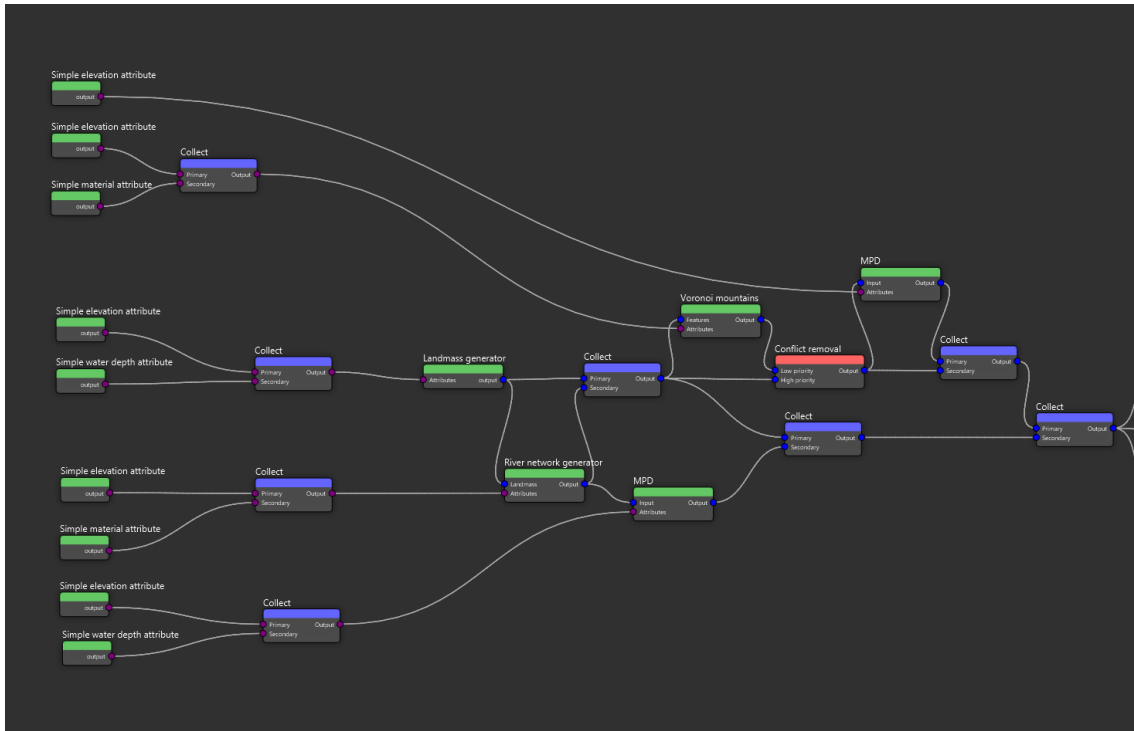 Simple elevation attribute
output
Simple elevation attribute
output
Simple material attribute
output
Collect
Primary Output
Secondary
MPD
Input Output
Attributes
Voronoi mountains
Features Output
Attributes
Simple elevation attribute
output
Simple water depth attribute
output
Collect
Primary Output
Secondary
Landmass generator
Attributes output
Collect
Primary Output
Secondary
Conflict removal
Low priority Output
High priority
Collect
Primary Output
Secondary
Collect
Primary Output
Secondary
Collect
Primary Output
Secondary
Simple elevation attribute
output
Simple material attribute
output
Collect
Primary Output
Secondary
River network generator
Landmass Output
Attributes
MPD
Input Output
Attributes
Simple elevation attribute
output
Simple water depth attribute
output
Collect
Primary Output
Secondary